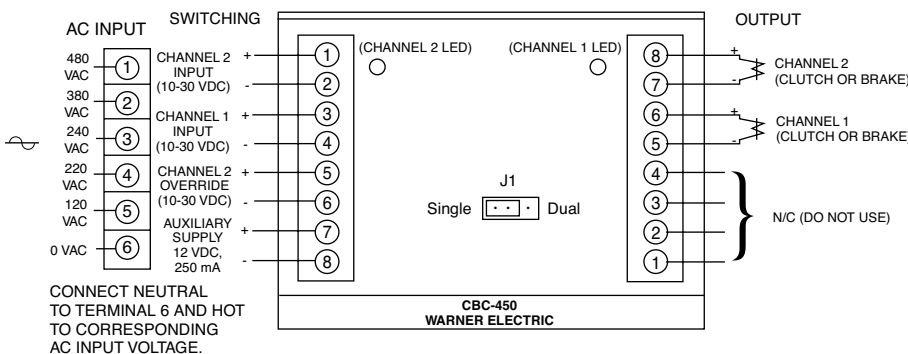 AC INPUT
480
VAC
1
380
VAC
2
240
VAC
3
220
VAC
4
120
VAC
5
0 VAC
6
CONNECT NEUTRAL
TO TERMINAL 6 AND HOT
TO CORRESPONDING
AC INPUT VOLTAGE.
SWITCHING
CHANNEL 2
INPUT
(10-30 VDC)
+ 1
- 2
CHANNEL 1
INPUT
(10-30 VDC)
+ 3
- 4
CHANNEL 2
OVERRIDE
(10-30 VDC)
+ 5
- 6
AUXILIARY
SUPPLY
12 VDC,
250 mA
+ 7
- 8
(CHANNEL 2 LED)
(CHANNEL 1 LED)
J1
Single
Dual
CBC-450
WARNER ELECTRIC
OUTPUT
8 +
7 -
CHANNEL 2
(CLUTCH OR BRAKE)
6 +
5 -
CHANNEL 1
(CLUTCH OR BRAKE)
4
3
2
1
N/C (DO NOT USE)